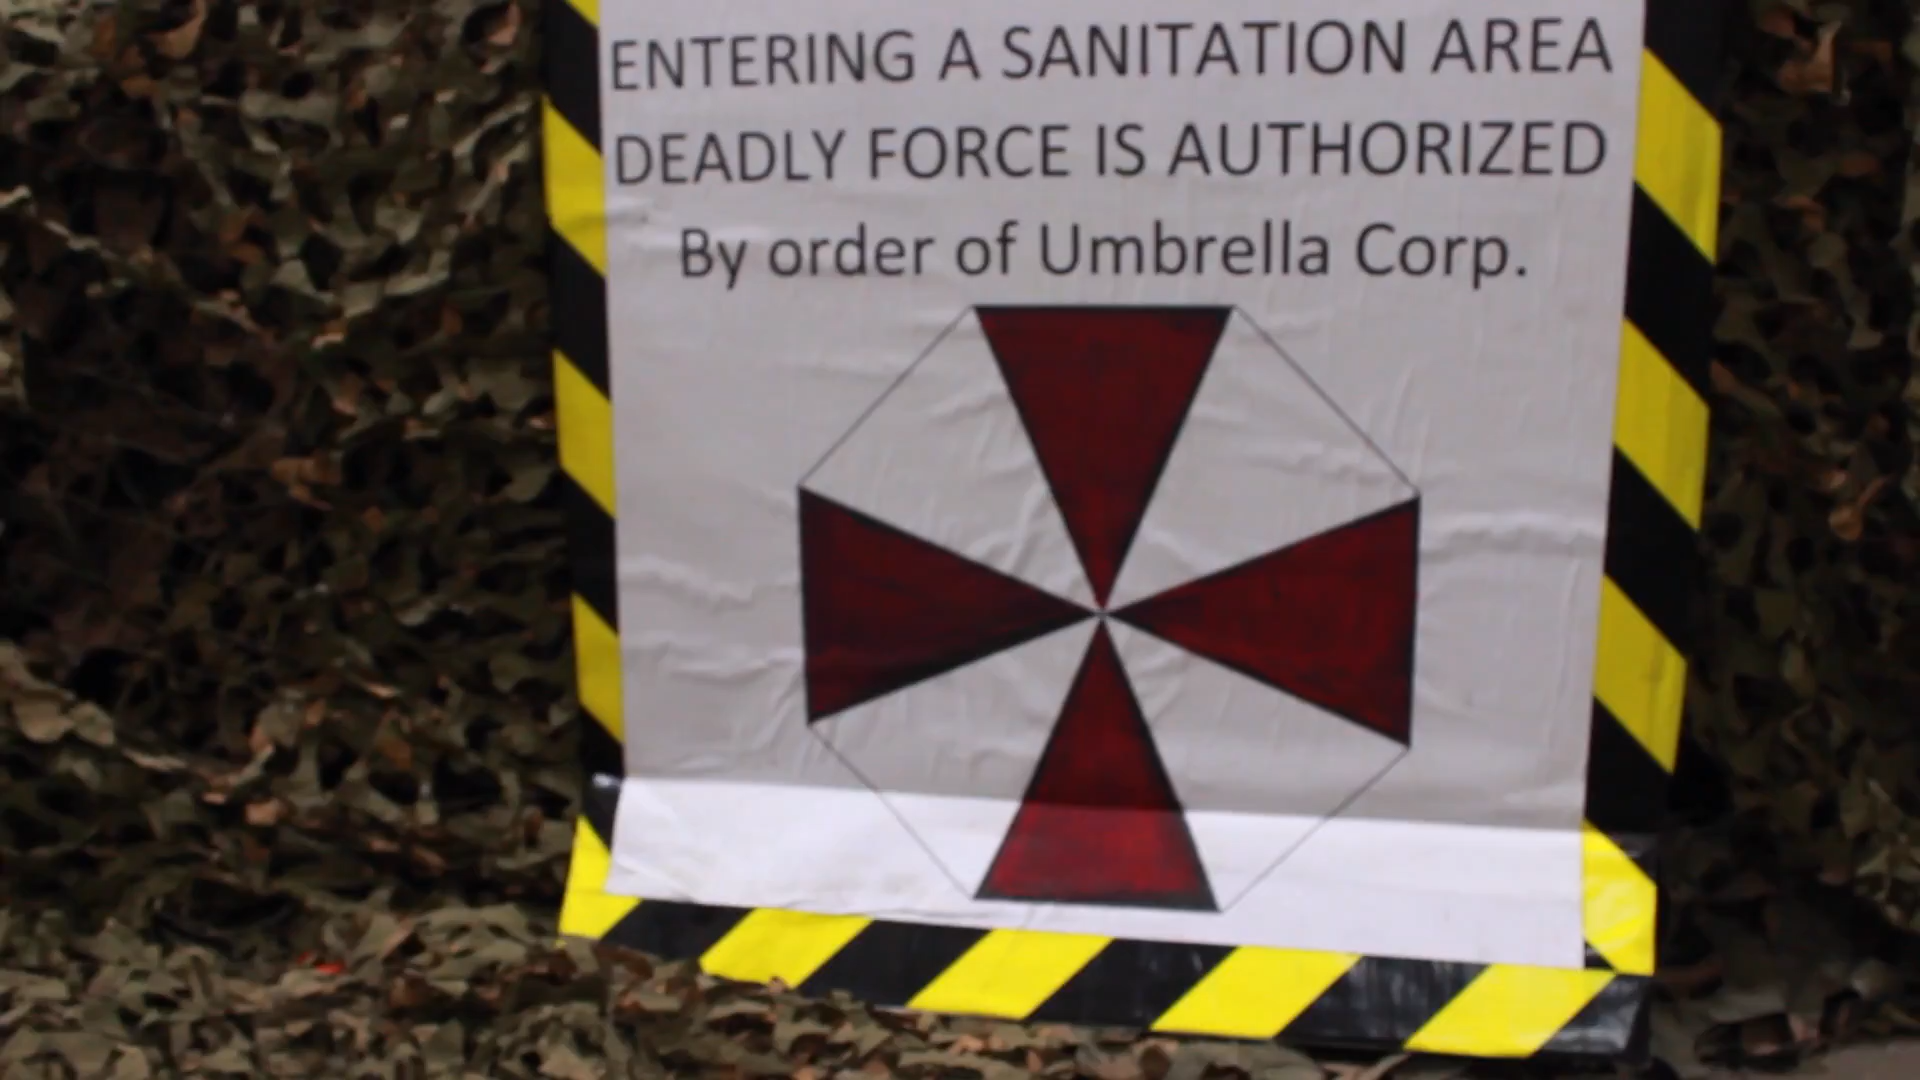 ENTERING A SANITATION AREA
DEADLY FORCE IS AUTHORIZED
By order of Umbrella Corp.